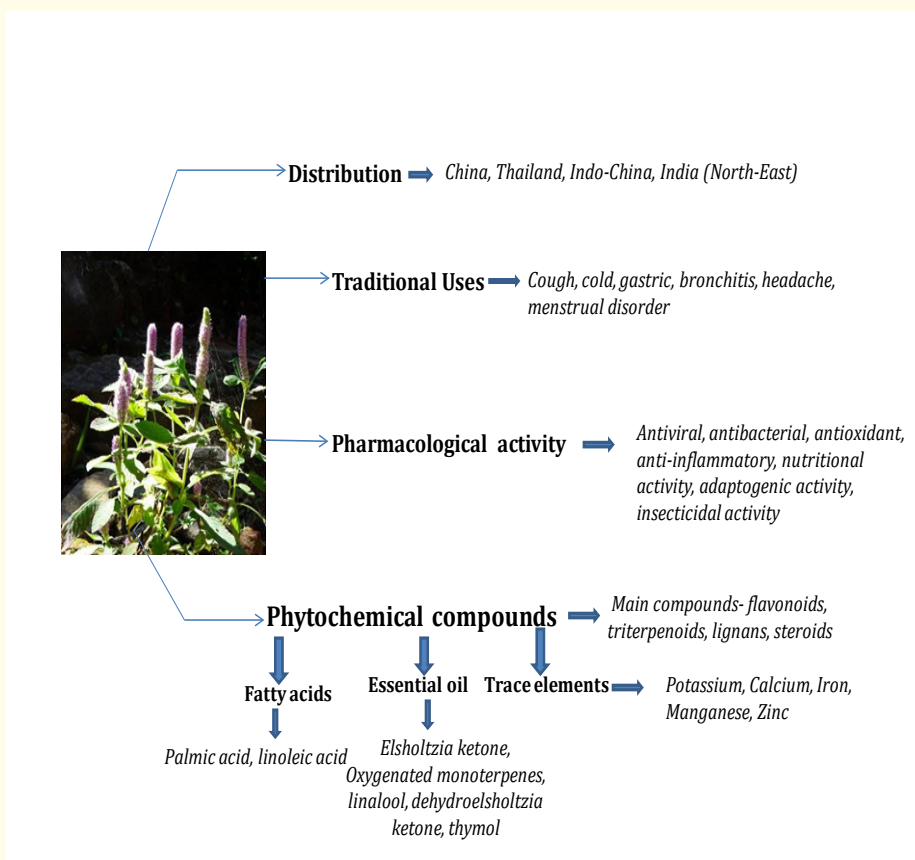 Distribution China, Thailand, Indo-China, India (North-East)
Traditional Uses Cough, cold, gastric, bronchitis, headache,
menstrual disorder
Pharmacological activity Antiviral, antibacterial, antioxidant,
anti-inflammatory, nutritional
activity, adaptogenic activity,
insecticidal activity
Phytochemical compounds Main compounds- flavonoids,
triterpenoids, lignans, steroids
Fatty acids
Palmic acid, linoleic acid
Essential oil
Elsholtzia ketone,
Oxygenated monoterpenes,
linalool, dehydroelsholtzia
ketone, thymol
Trace elements Potassium, Calcium, Iron,
Manganese, Zinc